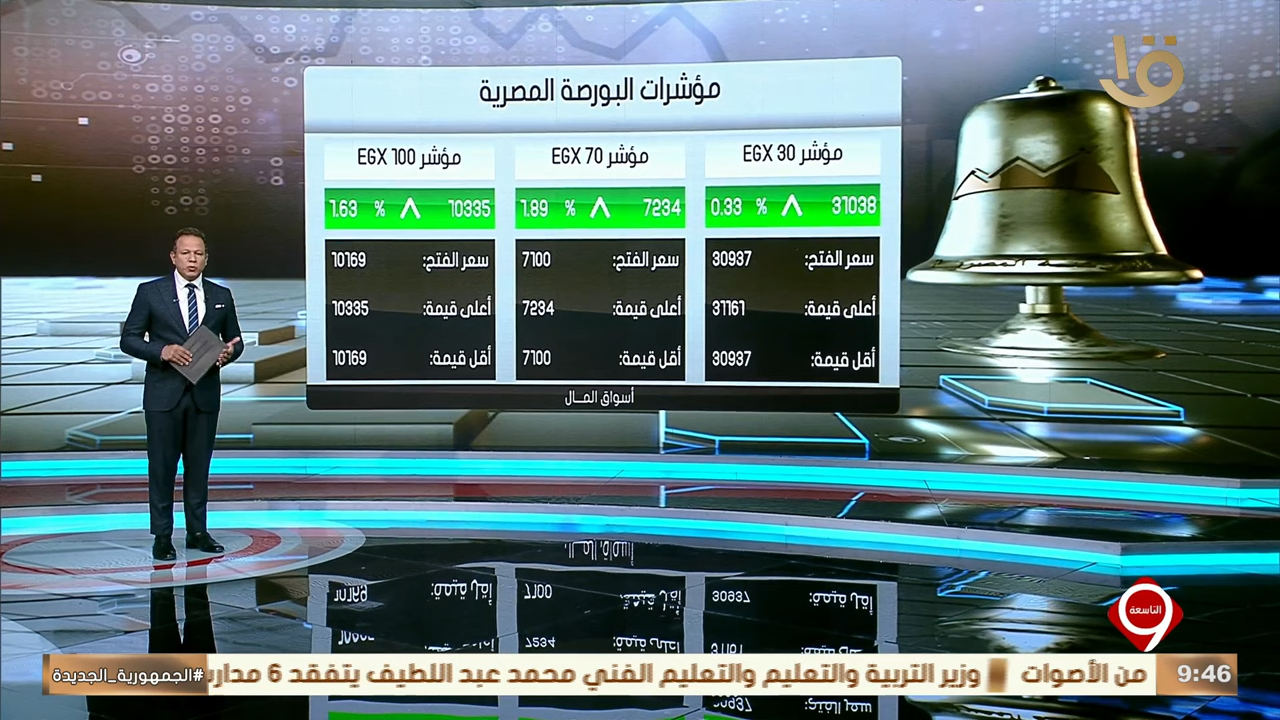 مؤشرات البورصة المصرية
مؤشر EGX 30
مؤشر EGX 70
مؤشر EGX 100
31038 % 0.33
7234 % 1.89
10335 % 1.63
سعر الفتح: 30937
سعر الفتح: 7100
سعر الفتح: 10169
أعلى قيمة: 31161
أعلى قيمة: 7234
أعلى قيمة: 10335
أقل قيمة: 30937
أقل قيمة: 7100
أقل قيمة: 10169
أسواق المـال
التاسعة
9
9:46
من الأصوات وزير التربية والتعليم والتعليم الفني محمد عبد اللطيف يتفقد 6 مدارس
#الجمهورية_الجديدة